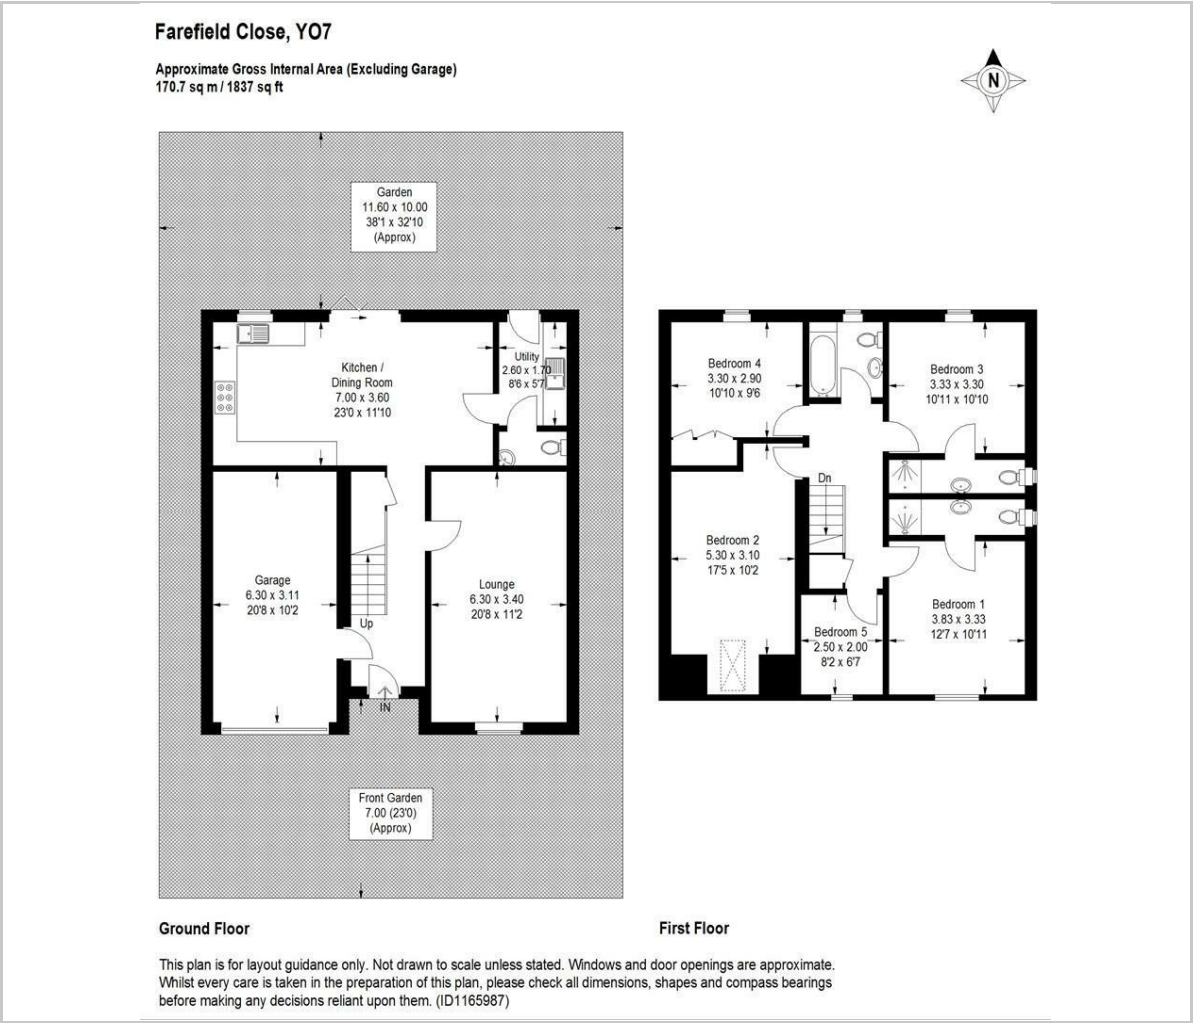 Farefield Close, YO7
Approximate Gross Internal Area (Excluding Garage)
170.7 sq m / 1837 sq ft
N
Garden
11.60 x 10.00
38'1 x 32'10
(Approx)
Kitchen /
Dining Room
7.00 x 3.60
23'0 x 11'10
Utility
2.60 x 1.70
8'6 x 5'7
Garage
6.30 x 3.11
20'8 x 10'2
Up
Lounge
6.30 x 3.40
20'8 x 11'2
IN
Front Garden
7.00 (23'0)
(Approx)
Bedroom 4
3.30 x 2.90
10'10 x 9'6
Bedroom 3
3.33 x 3.30
10'11 x 10'10
Dn
Bedroom 2
5.30 x 3.10
17'5 x 10'2
Bedroom 5
2.50 x 2.00
8'2 x 6'7
Bedroom 1
3.83 x 3.33
12'7 x 10'11
Ground Floor
First Floor
This plan is for layout guidance only. Not drawn to scale unless stated. Windows and door openings are approximate.
Whilst every care is taken in the preparation of this plan, please check all dimensions, shapes and compass bearings
before making any decisions reliant upon them. (ID1165987)